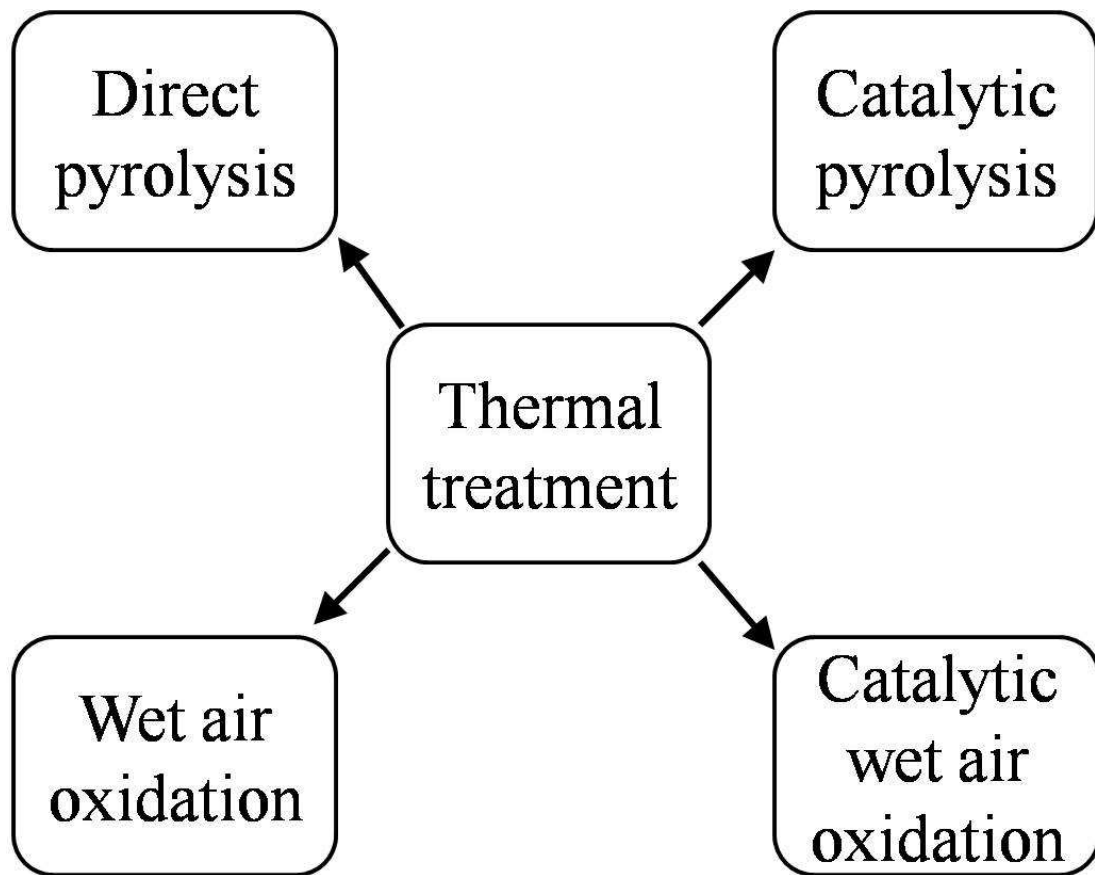 Direct
pyrolysis
Catalytic
pyrolysis
Thermal
treatment
Wet air
oxidation
Catalytic
wet air
oxidation